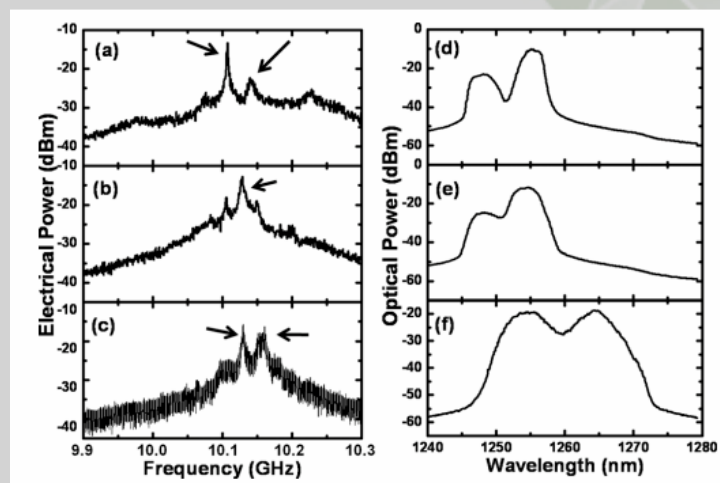 (a)
-10
-20
-30
-40
-10
(b)
-20
-30
-40
(c)
-10
-20
-30
-40
Electrical Power (dBm)
9.9 10.0 10.1 10.2 10.3
Frequency (GHz)
(d)
0
-20
-40
-60
(e)
-20
-40
-60
(f)
-20
-30
-40
-50
-60
Optical Power (dBm)
1240 1250 1260 1270 1280
Wavelength (nm)